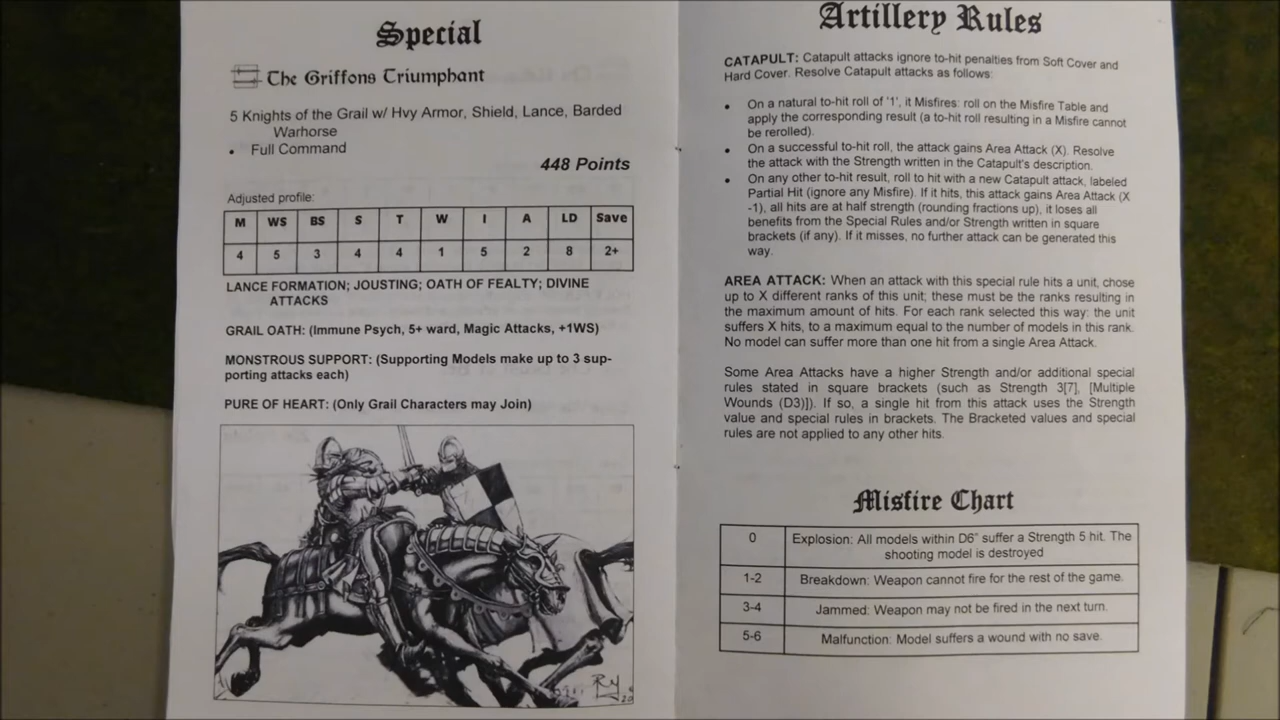 Special
The Griffons Triumphant
5 Knights of the Grail w/ Hvy Armor, Shield, Lance, Barded
Warhorse
• Full Command
448 Points
Adjusted profile:
M WS BS S T W I A LD Save
4 5 3 4 4 1 5 2 8 2+
LANCE FORMATION; JOUSTING; OATH OF FEALTY; DIVINE
ATTACKS
GRAIL OATH: (Immune Psych, 5+ ward, Magic Attacks, +1WS)
MONSTROUS SUPPORT: (Supporting Models make up to 3 sup-
porting attacks each)
PURE OF HEART: (Only Grail Characters may Join)
RY
Artillery Rules
CATAPULT: Catapult attacks ignore to-hit penalties from Soft Cover and
Hard Cover. Resolve Catapult attacks as follows:
• On a natural to-hit roll of '1', it Misfires: roll on the Misfire Table and
apply the corresponding result (a to-hit roll resulting in a Misfire cannot
be rerolled).
• On a successful to-hit roll, the attack gains Area Attack (X). Resolve
the attack with the Strength written in the Catapult's description.
• On any other to-hit result, roll to hit with a new Catapult attack, labeled
Partial Hit (ignore any Misfire). If it hits, this attack gains Area Attack (X
-1), all hits are at half strength (rounding fractions up), it loses all
benefits from the Special Rules and/or Strength written in square
brackets (if any). If it misses, no further attack can be generated this
way.
AREA ATTACK: When an attack with this special rule hits a unit, chose
up to X different ranks of this unit; these must be the ranks resulting in
the maximum amount of hits. For each rank selected this way: the unit
suffers X hits, to a maximum equal to the number of models in this rank.
No model can suffer more than one hit from a single Area Attack.
Some Area Attacks have a higher Strength and/or additional special
rules stated in square brackets (such as Strength 3[7], [Multiple
Wounds (D3)]). If so, a single hit from this attack uses the Strength
value and special rules in brackets. The Bracketed values and special
rules are not applied to any other hits.
Misfire Chart
0 Explosion: All models within D6" suffer a Strength 5 hit. The
shooting model is destroyed
1-2 Breakdown: Weapon cannot fire for the rest of the game.
3-4 Jammed: Weapon may not be fired in the next turn.
5-6 Malfunction: Model suffers a wound with no save.